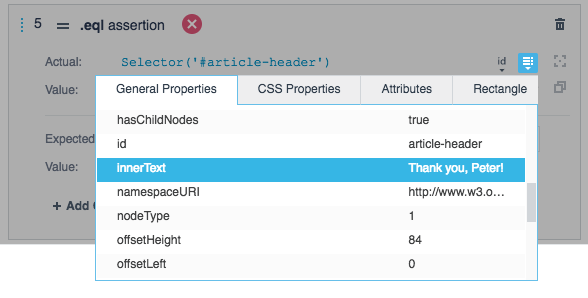 5 = .eql assertion
Actual: Selector('#article-header') id
Value:
General Properties CSS Properties Attributes Rectangle
hasChildNodes true
id article-header
Expected
innerText Thank you, Peter!
Value:
namespaceURI http://www.w3.o...
+ Add
nodeType 1
offsetHeight 84
offsetLeft 0